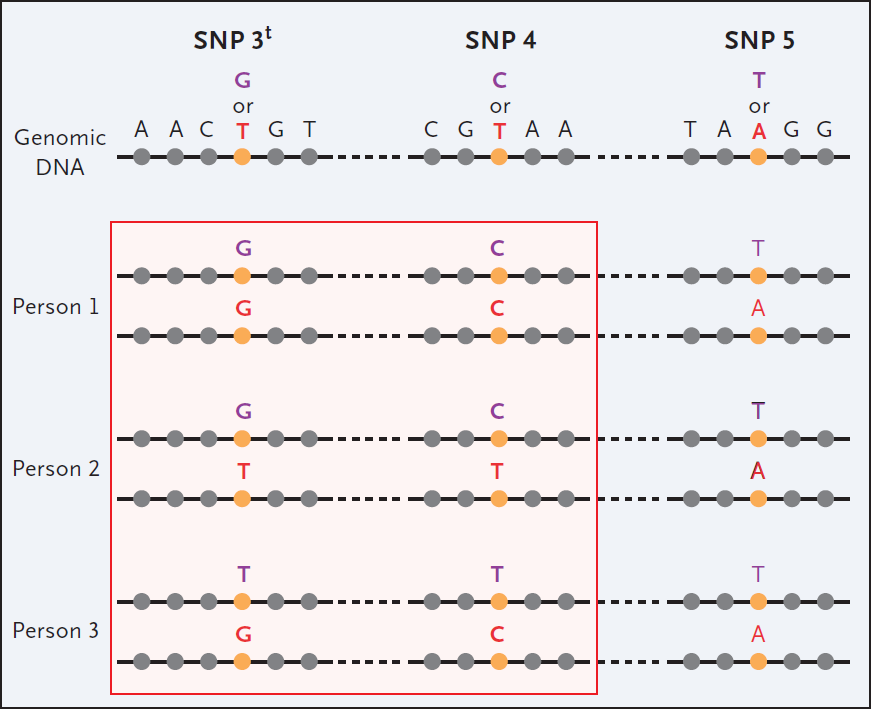 SNP 3t SNP 4 SNP 5
G C T
or or or
A A C T G T C G T A A T A A G G
Genomic
DNA
G C T
Person 1
G C A
G C T
Person 2
T T A
T T T
Person 3
G C A